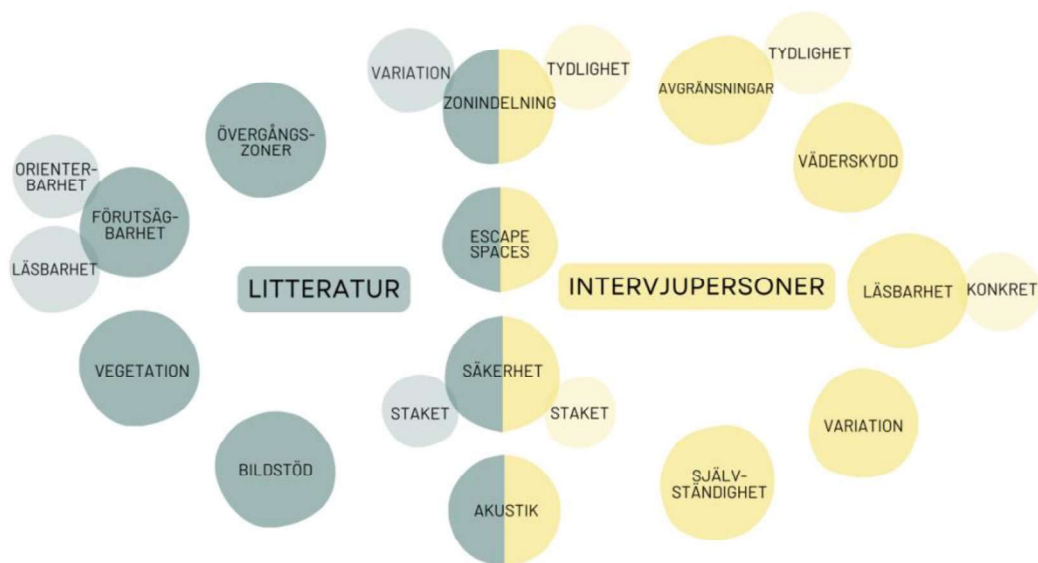 VARIATION
ZONINDELNING
TYDLIGHET
AVGRÄNSNINGAR
TYDLIGHET
ÖVERGÅNGS-
ZONER
VÄDERSKYDD
ORIENTER-
BARHET
FÖRUTSÄG-
BARHET
LÄSBARHET
ESCAPE
SPACES
LITTERATUR
INTERVJUPERSONER
LÄSBARHET
KONKRET
VEGETATION
SÄKERHET
STAKET
STAKET
VARIATION
BILDSTÖD
SJÄLV-
STÄNDIGHET
AKUSTIK